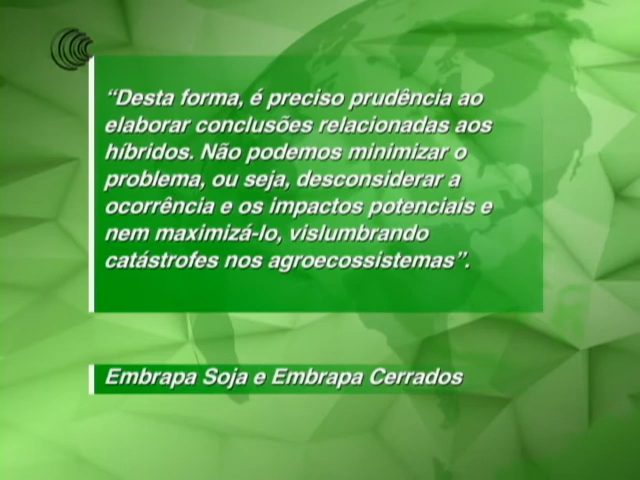 “Desta forma, é preciso prudência ao
elaborar conclusões relacionadas aos
híbridos. Não podemos minimizar o
problema, ou seja, desconsiderar a
ocorrência e os impactos potenciais e
nem maximizá-lo, vislumbrando
catástrofes nos agroecossistemas”.
Embrapa Soja e Embrapa Cerrados